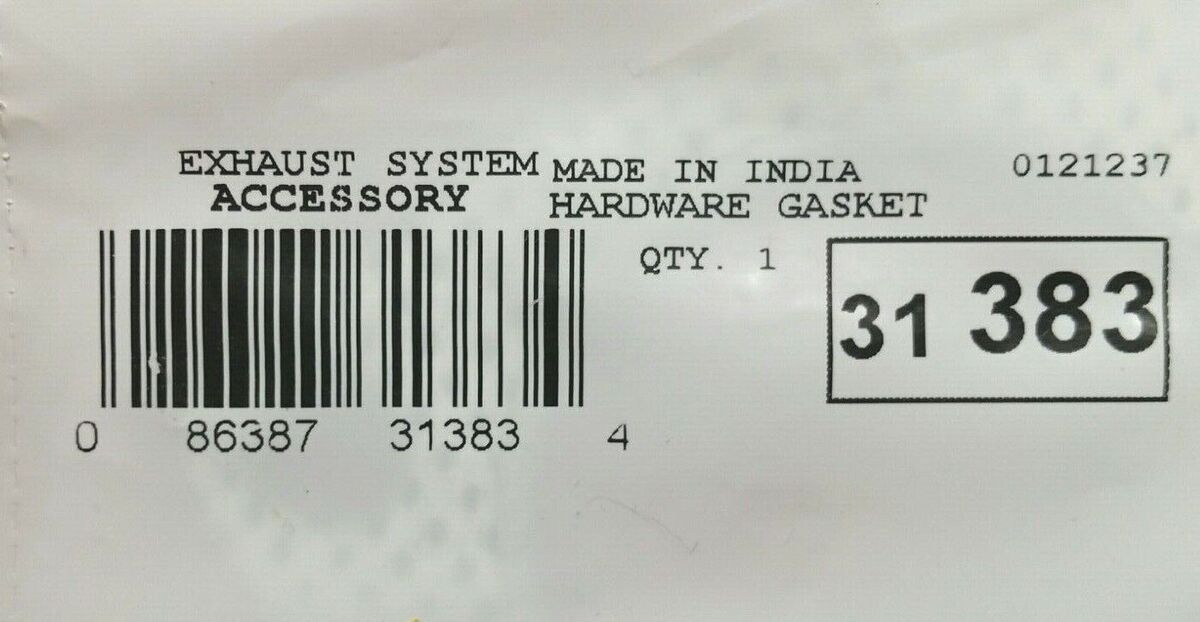 EXHAUST SYSTEM
ACCESSORY
MADE IN INDIA
HARDWARE GASKET
0121237
QTY. 1
31 383
0 86387 31383 4